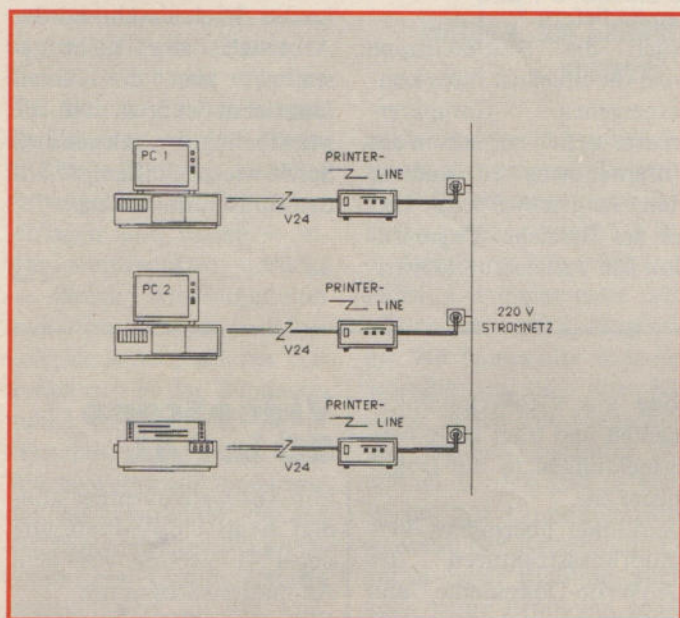 PC 1
PRINTER-
LINE
V24
PC 2
PRINTER-
LINE
V24
220 V
STROMNETZ
PRINTER-
LINE
V24